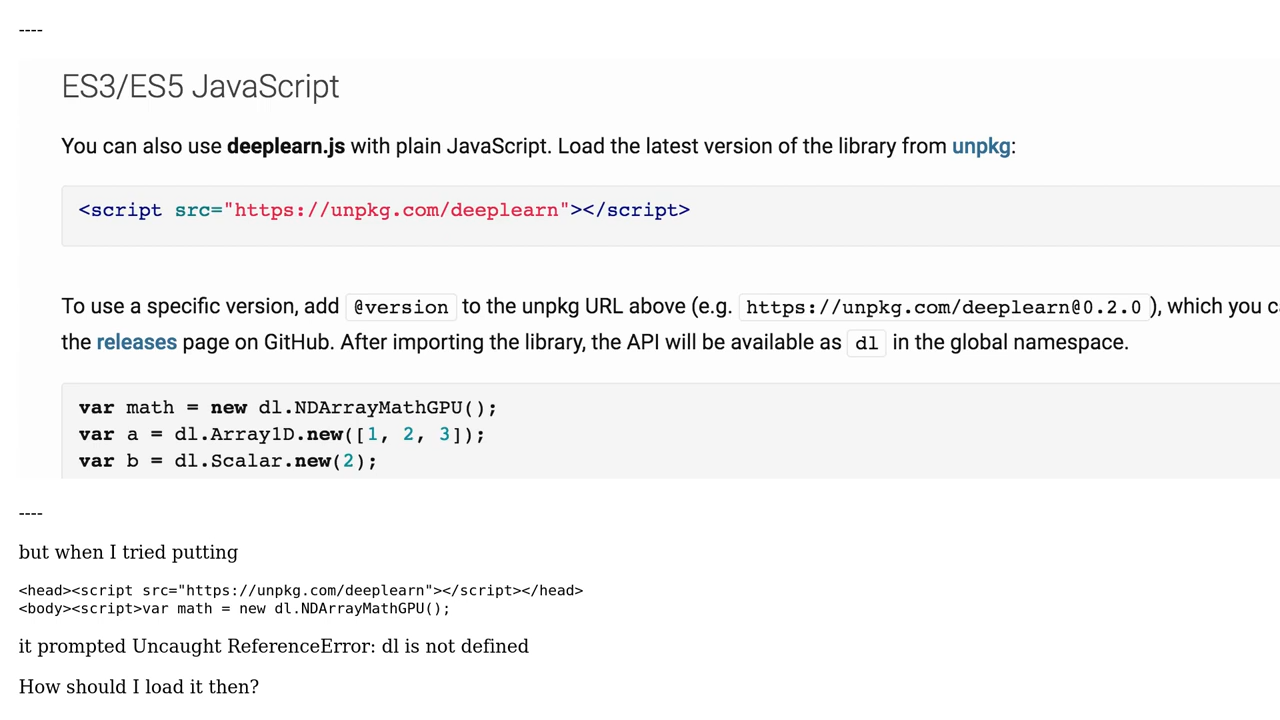 ----
ES3/ES5 JavaScript
You can also use deeplearn.js with plain JavaScript. Load the latest version of the library from unpkg:
<script src="https://unpkg.com/deeplearn"></script>
To use a specific version, add @version to the unpkg URL above (e.g. https://unpkg.com/deeplearn@0.2.0 ), which you
the releases page on GitHub. After importing the library, the API will be available as dl in the global namespace.
var math = new dl.NDArrayMathGPU();
var a = dl.Array1D.new([1, 2, 3]);
var b = dl.Scalar.new(2);
----
but when I tried putting
<head><script src="https://unpkg.com/deeplearn"></script></head>
<body><script>var math = new dl.NDArrayMathGPU();
it prompted Uncaught ReferenceError: dl is not defined
How should I load it then?